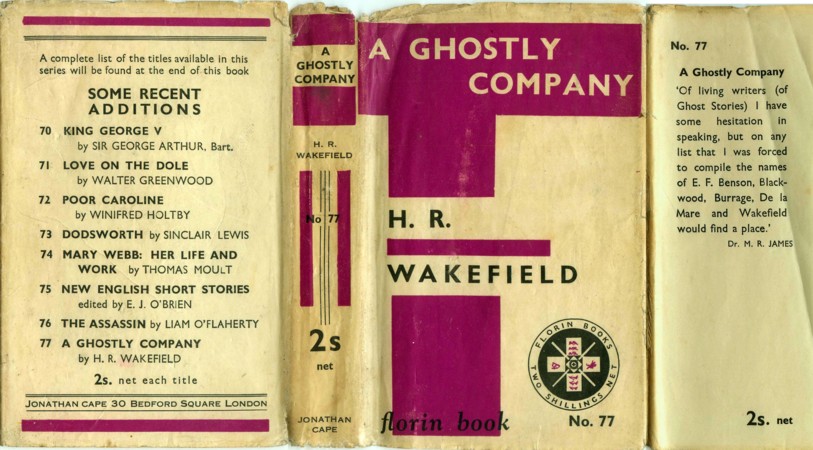 A complete list of the titles available in this
series will be found at the end of this book
SOME RECENT
ADDITIONS
70 KING GEORGE V
by SIR GEORGE ARTHUR, Bart.
71 LOVE ON THE DOLE
by WALTER GREENWOOD
72 POOR CAROLINE
by WINIFRED HOLTBY
73 DODSWORTH by SINCLAIR LEWIS
74 MARY WEBB: HER LIFE AND
WORK by THOMAS MOULT
75 NEW ENGLISH SHORT STORIES
edited by E. J. O'BRIEN
76 THE ASSASSIN by LIAM O'FLAHERTY
77 A GHOSTLY COMPANY
by H. R. WAKEFIELD
2s. net each title
JONATHAN CAPE 30 BEDFORD SQUARE LONDON
A
GHOSTLY
COMPANY
H. R.
WAKEFIELD
No 77
2s
net
JONATHAN
CAPE
A GHOSTLY
COMPANY
H. R.
WAKEFIELD
FLORIN BOOKS
TWO SHILLINGS NET
florin book
No. 77
No. 77
A Ghostly Company
'Of living writers (of
Ghost Stories) I have
some hesitation in
speaking, but on any
list that I was forced
to compile the names
of E. F. Benson, Black-
wood, Burrage, De la
Mare and Wakefield
would find a place.'
Dr. M. R. JAMES
2s. net